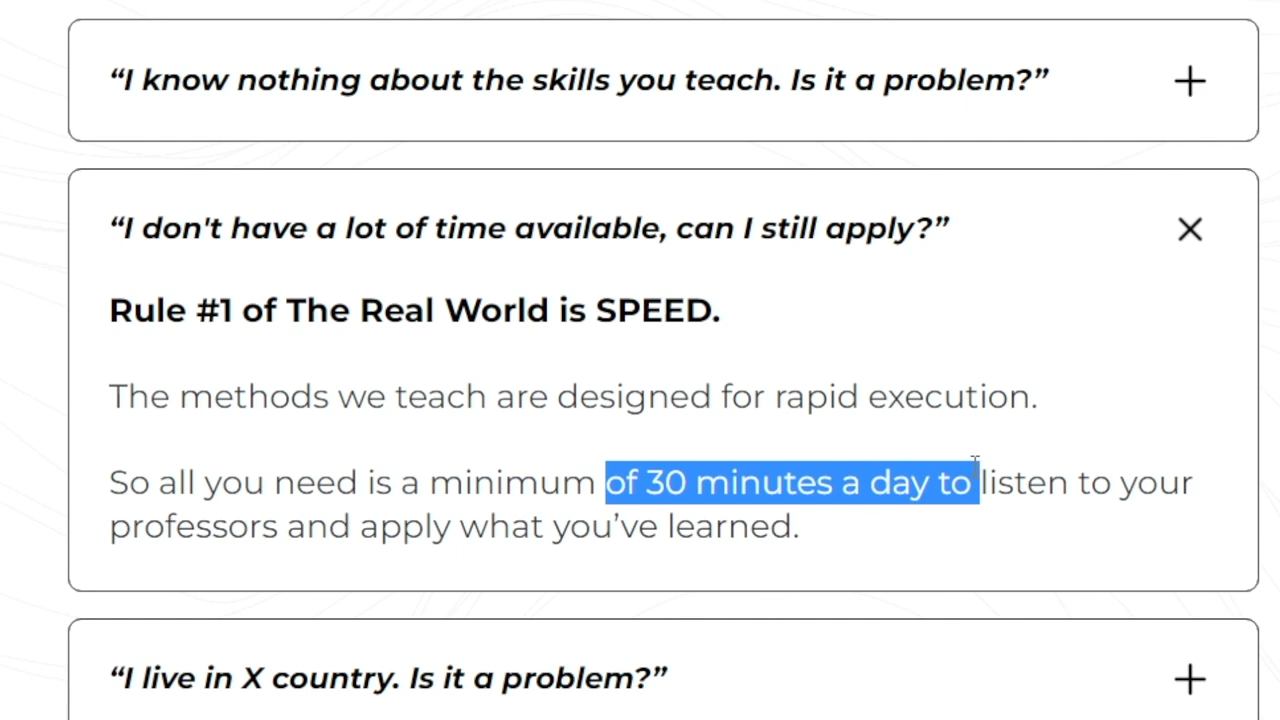 “I know nothing about the skills you teach. Is it a problem?”
“I don't have a lot of time available, can I still apply?”
Rule #1 of The Real World is SPEED.
The methods we teach are designed for rapid execution.
So all you need is a minimum of 30 minutes a day to listen to your
professors and apply what you’ve learned.
“I live in X country. Is it a problem?”